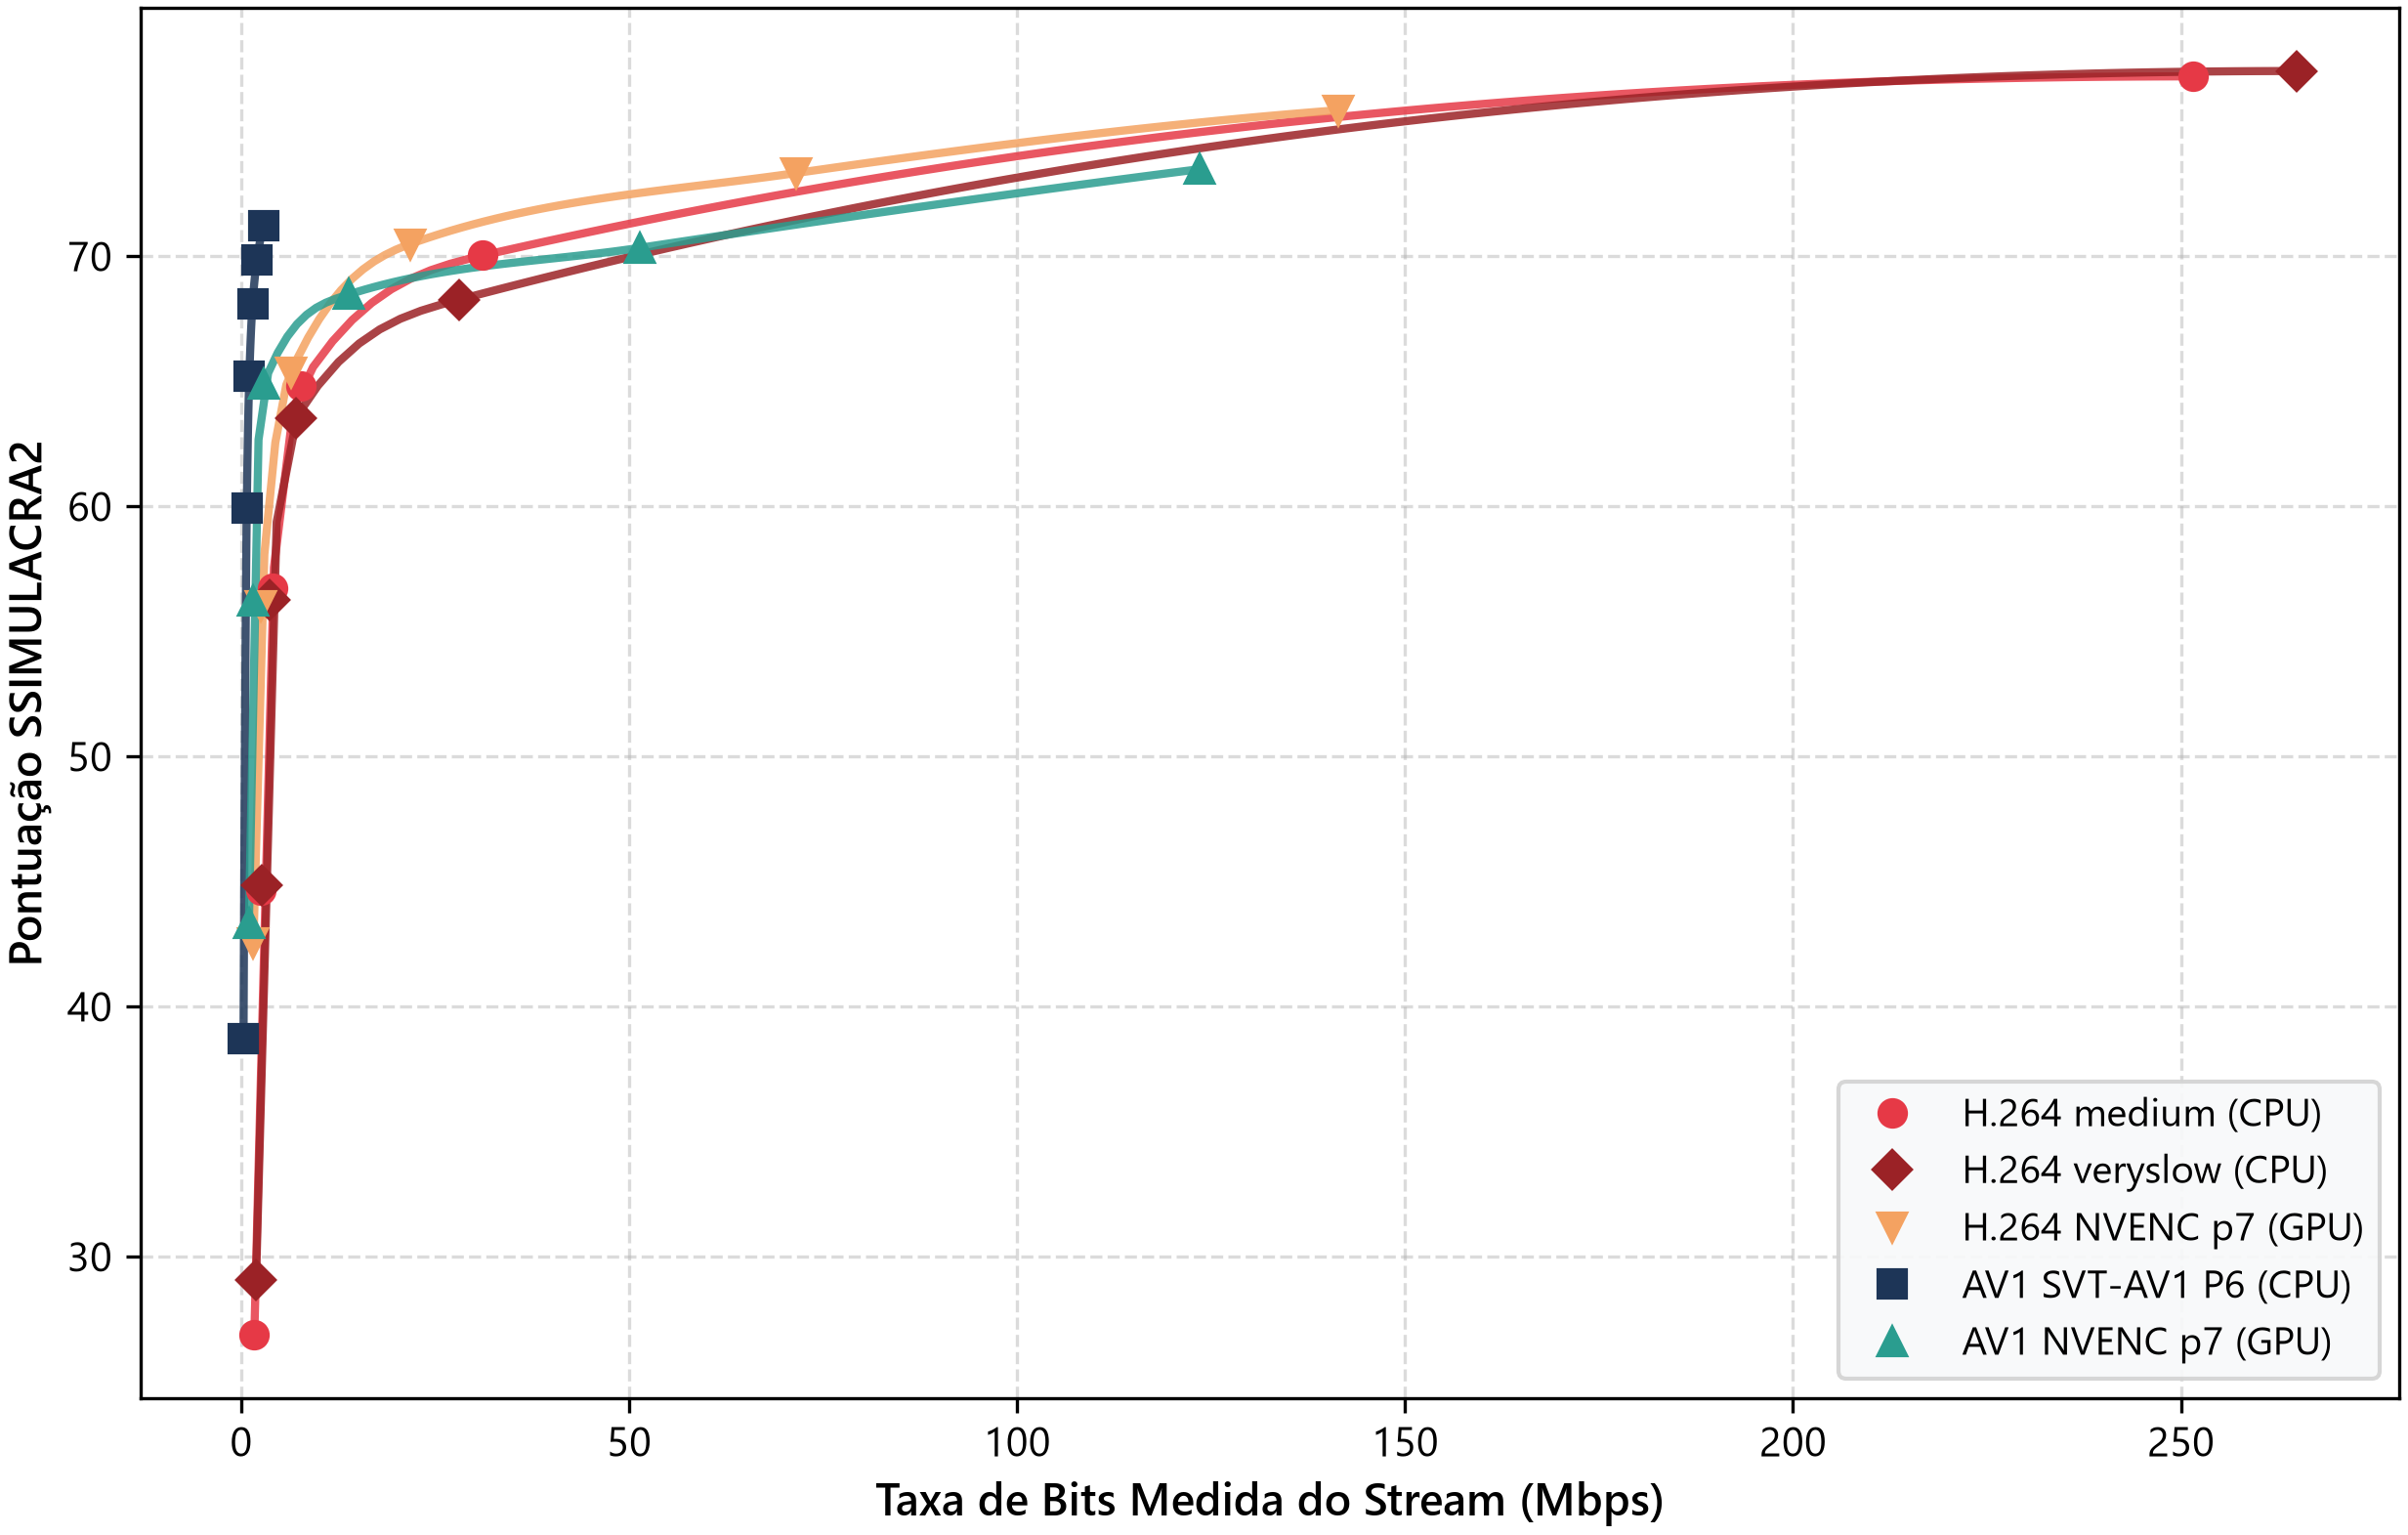 Pontuação SSIMULACRA2
70
60
50
40
30
H.264 medium (CPU)
H.264 veryslow (CPU)
H.264 NVENC p7 (GPU)
AV1 SVT-AV1 P6 (CPU)
AV1 NVENC p7 (GPU)
0 50 100 150 200 250
Taxa de Bits Medida do Stream (Mbps)